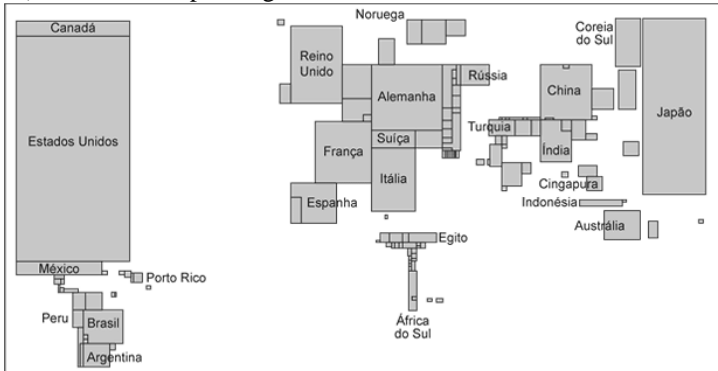 Canadá
Estados Unidos
México
Porto Rico
Peru
Brasil
Argentina
Noruega
Reino
Unido
Rússia
Alemanha
Suíça
França
Itália
Espanha
Egito
África
do Sul
Coreia
do Sul
China
Japão
Turquia
Índia
Cingapura
Indonésia
Austrália